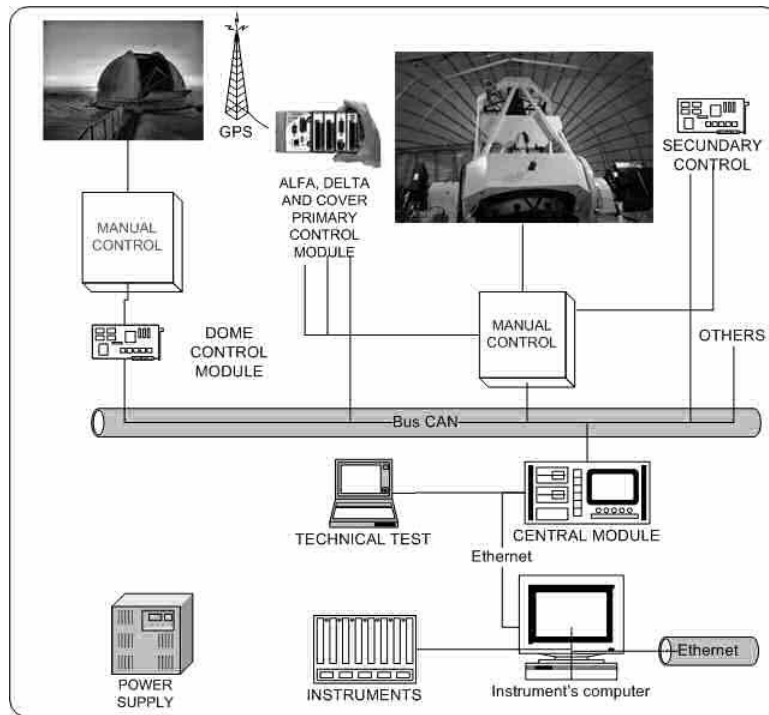 GPS
ALFA, DELTA
AND COVER
PRIMARY
CONTROL
MODULE
SECUNDARY
CONTROL
MANUAL
CONTROL
MANUAL
CONTROL
DOME
CONTROL
MODULE
OTHERS
Bus CAN
TECHNICAL TEST
CENTRAL MODULE
Ethernet
POWER
SUPPLY
INSTRUMENTS
Instrument's computer
Ethernet